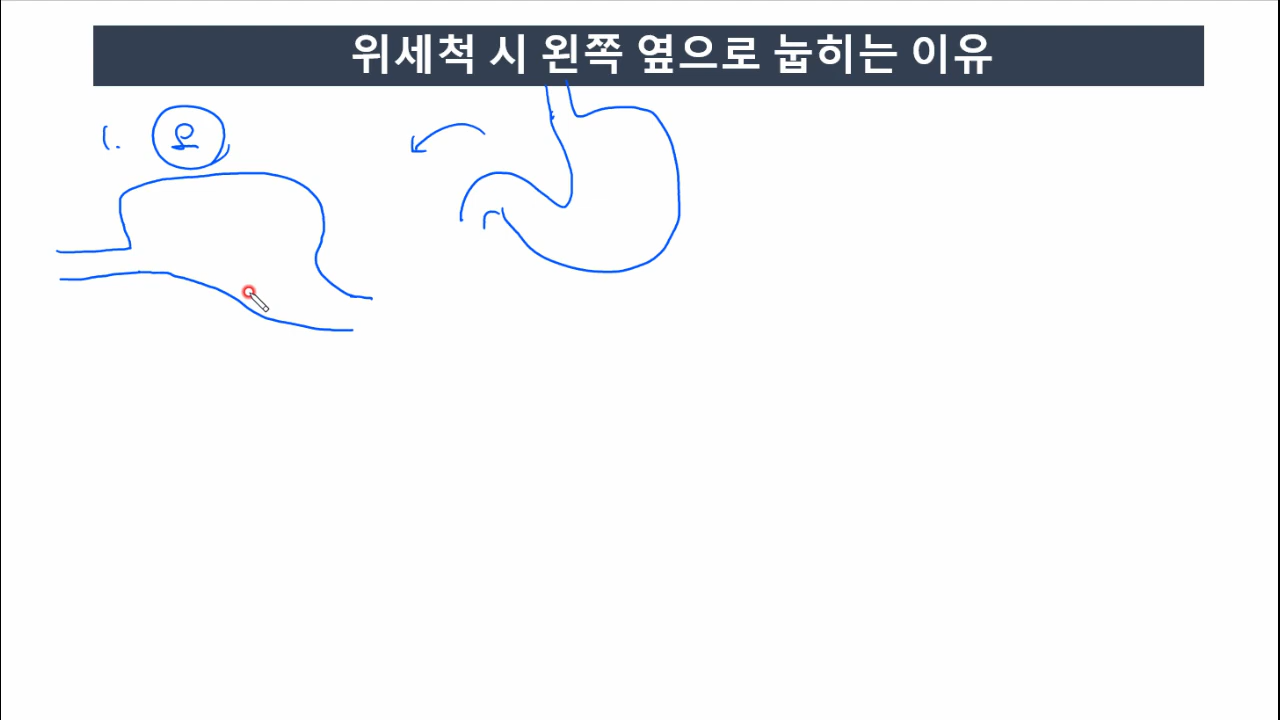 위세척 시 왼쪽 옆으로 눕히는 이유
1. 오